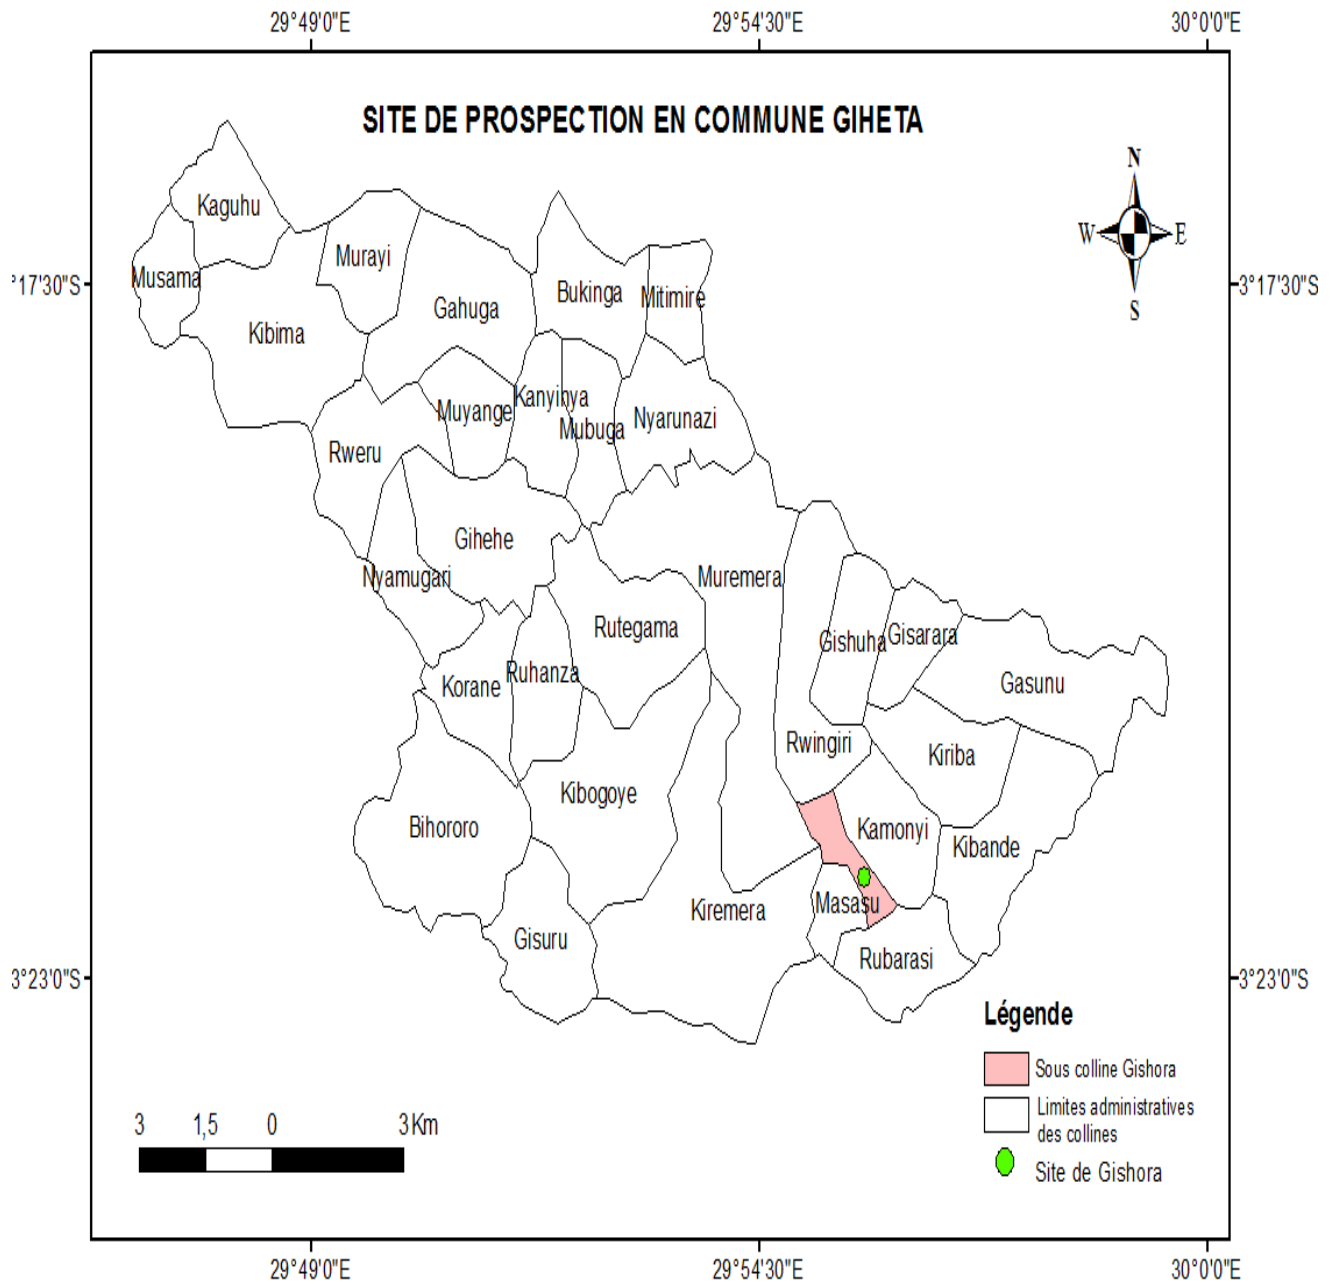 29°49'0"E 29°54'30"E 30°0'0"E
SITE DE PROSPECTION EN COMMUNE GIHETA
N
W E
S
Kaguhu
Murayi
Musama
°17'30"S
3°17'30"S
Bukinga
Mitimire
Gahuga
Kibima
Kanyinya
Muyange
Nyarunazi
Mubuga
Rweru
Gihehe
Nyamugari
Muremera
Rutegama
Gishuha
Gisarara
Ruhanza
Korane
Gasunu
Rwingiri
Kiriba
Kibogoye
Bihororo
Kamonyi
Kibande
Masasu
Kiremera
Gisuru
Rubarasi
3°23'0"S
3°23'0"S
Légende
Sous colline Gishora
Limites administratives
des collines
Site de Gishora
3 1,5 0 3 Km
29°49'0"E 29°54'30"E 30°0'0"E